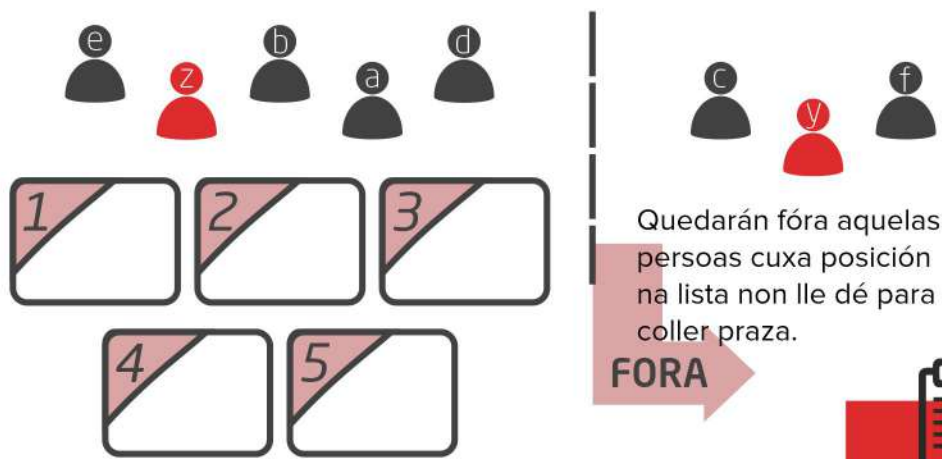 e
z
b
a
d
c
y
f
1
2
3
4
5
Quedarán fóra aquelas
persoas cuxa posición
na lista non lle dé para
coller praza.
FORA